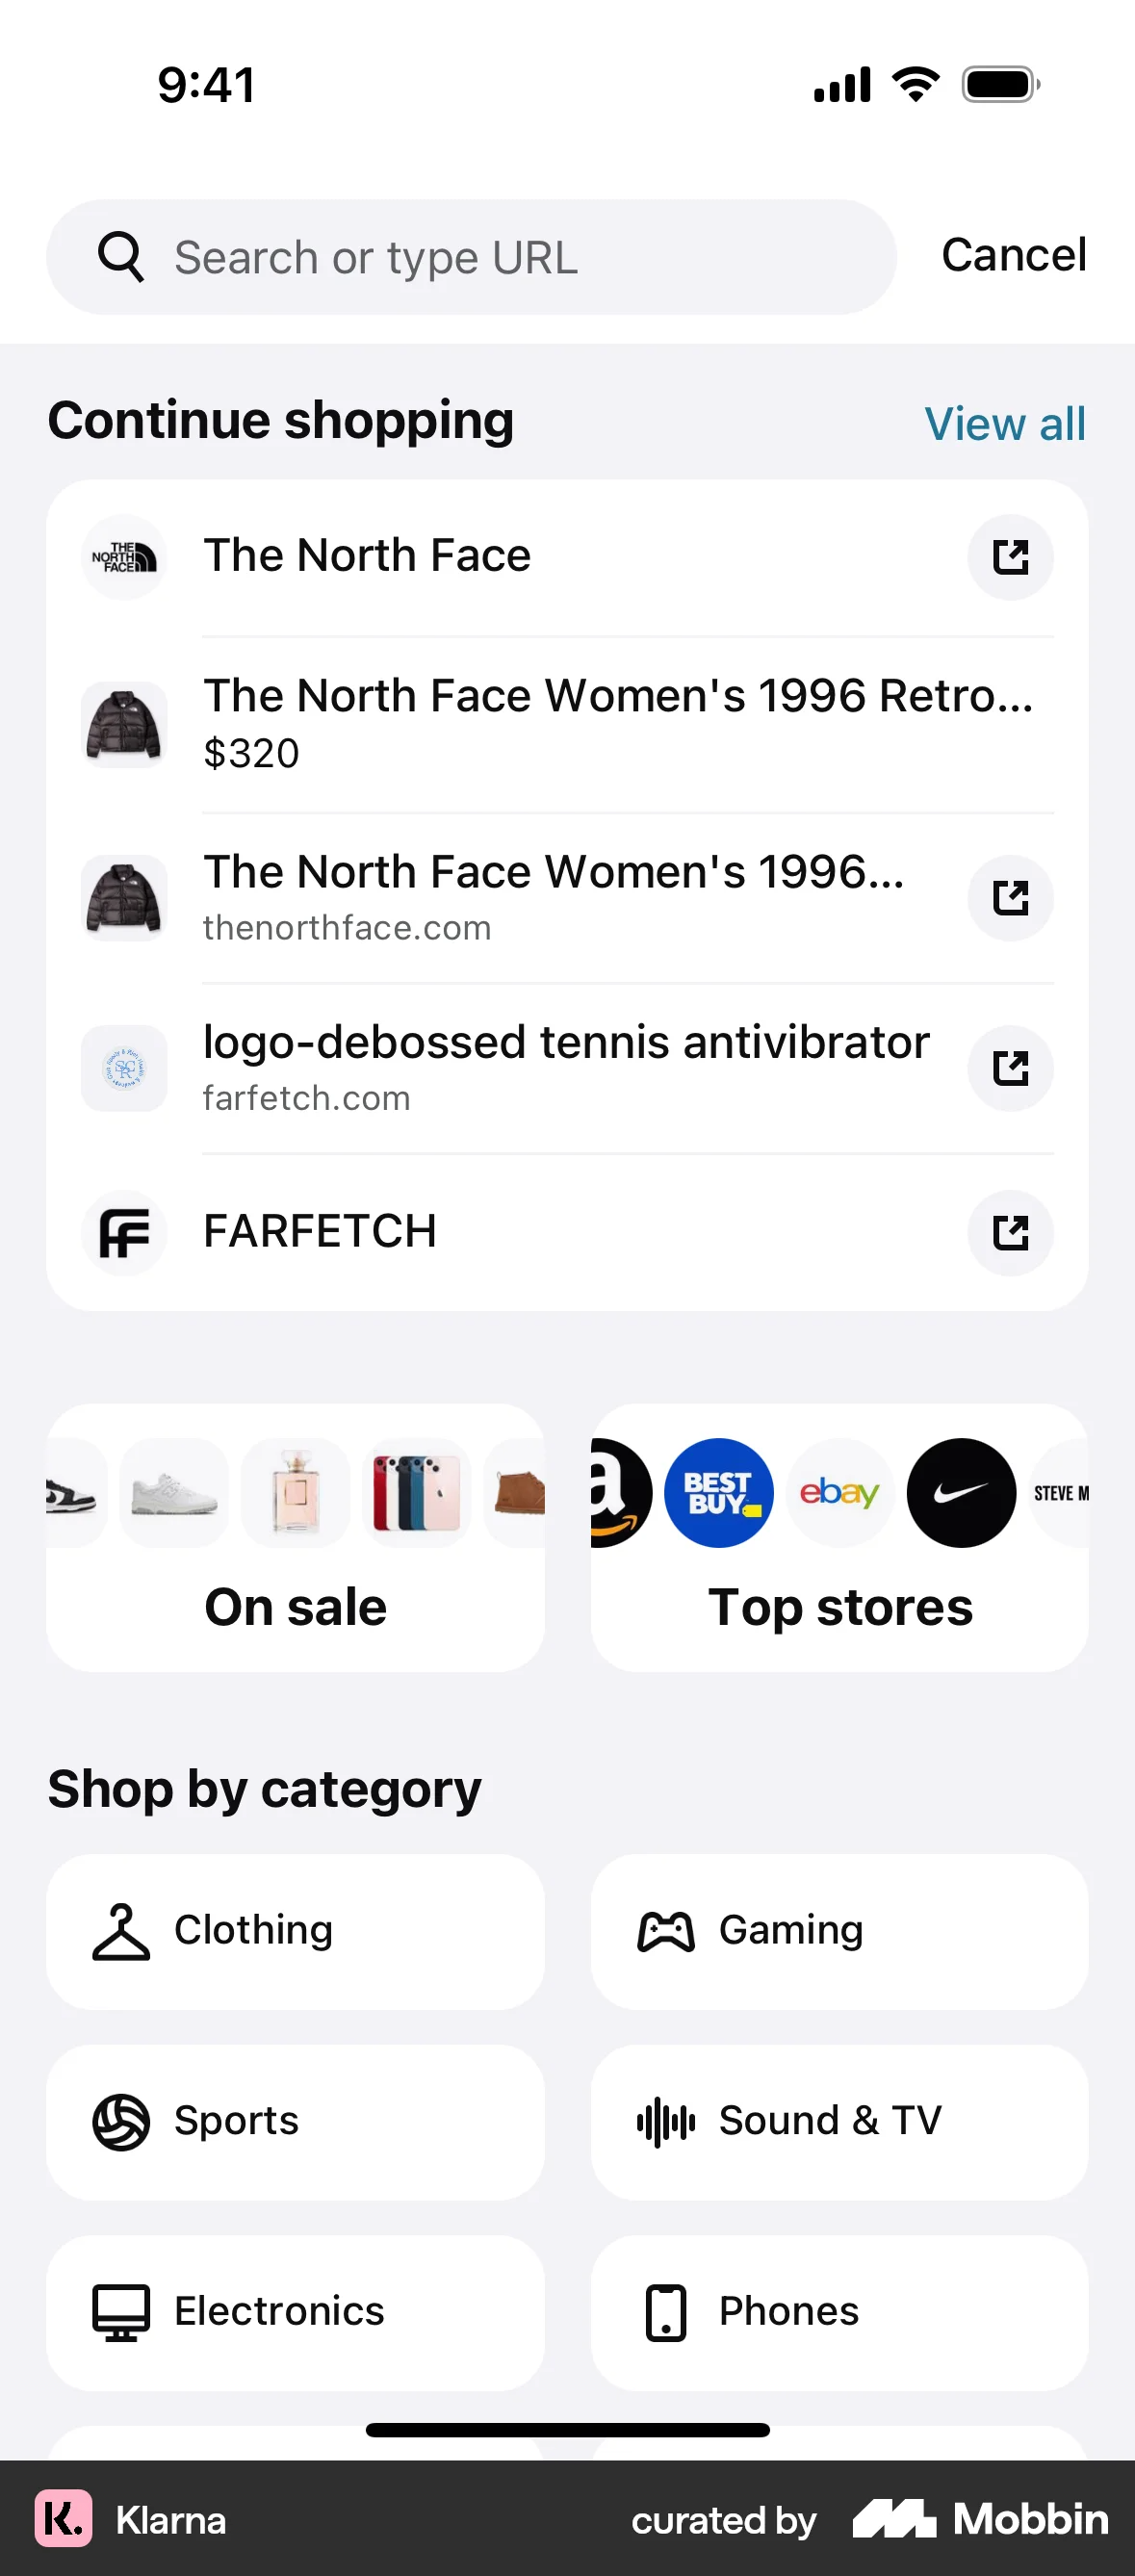 9:41
Search or type URL
Cancel
Continue shopping
View all
THE
NORTH
FACE
The North Face
The North Face Women's 1996 Retro...
$320
The North Face Women's 1996...
thenorthface.com
logo-debossed tennis antivibrator
farfetch.com
FARFETCH
a
BEST
BUY
ebay
STEVE M
On sale
Top stores
Shop by category
Clothing
Gaming
Sports
Sound & TV
Electronics
Phones
K.
Klarna
curated by
Mobbin